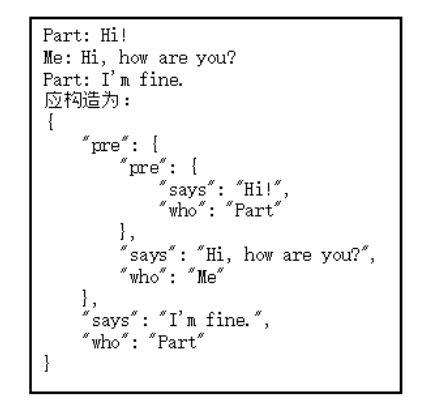 Part: Hi!
Me: Hi, how are you?
Part: I'm fine.
应构造为:
{
    "pre": {
        "pre": {
            "says": "Hi!",
            "who": "Part"
        },
        "says": "Hi, how are you?",
        "who": "Me"
    },
    "says": "I'm fine.",
    "who": "Part"
}